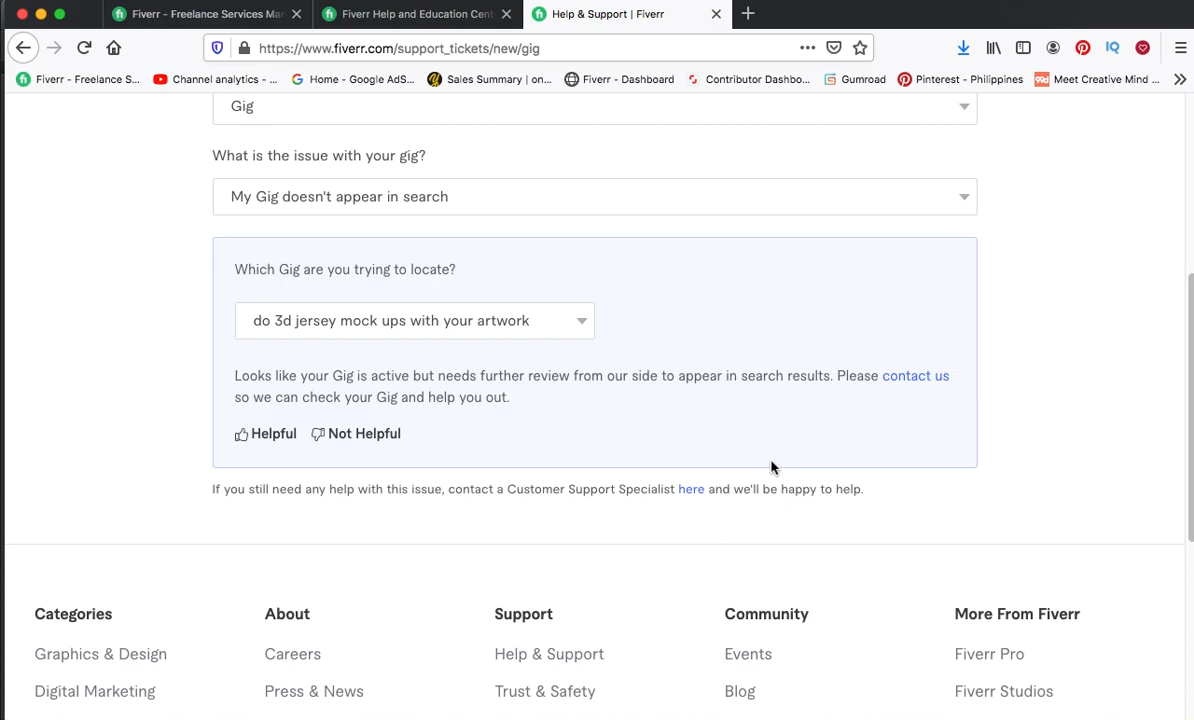 Fiverr - Freelance Services Mar
Fiverr Help and Education Cent
Help & Support | Fiverr
https://www.fiverr.com/support_tickets/new/gig
Fiverr - Freelance S...
Channel analytics - ...
Home - Google AdS...
Sales Summary | on...
Fiverr - Dashboard
Contributor Dashbo...
Gumroad
Pinterest - Philippines
Meet Creative Mind ...
Gig
What is the issue with your gig?
My Gig doesn't appear in search
Which Gig are you trying to locate?
do 3d jersey mock ups with your artwork
Looks like your Gig is active but needs further review from our side to appear in search results. Please contact us
so we can check your Gig and help you out.
Helpful Not Helpful
If you still need any help with this issue, contact a Customer Support Specialist here and we'll be happy to help.
Categories About Support Community More From Fiverr
Graphics & Design Careers Help & Support Events Fiverr Pro
Digital Marketing Press & News Trust & Safety Blog Fiverr Studios